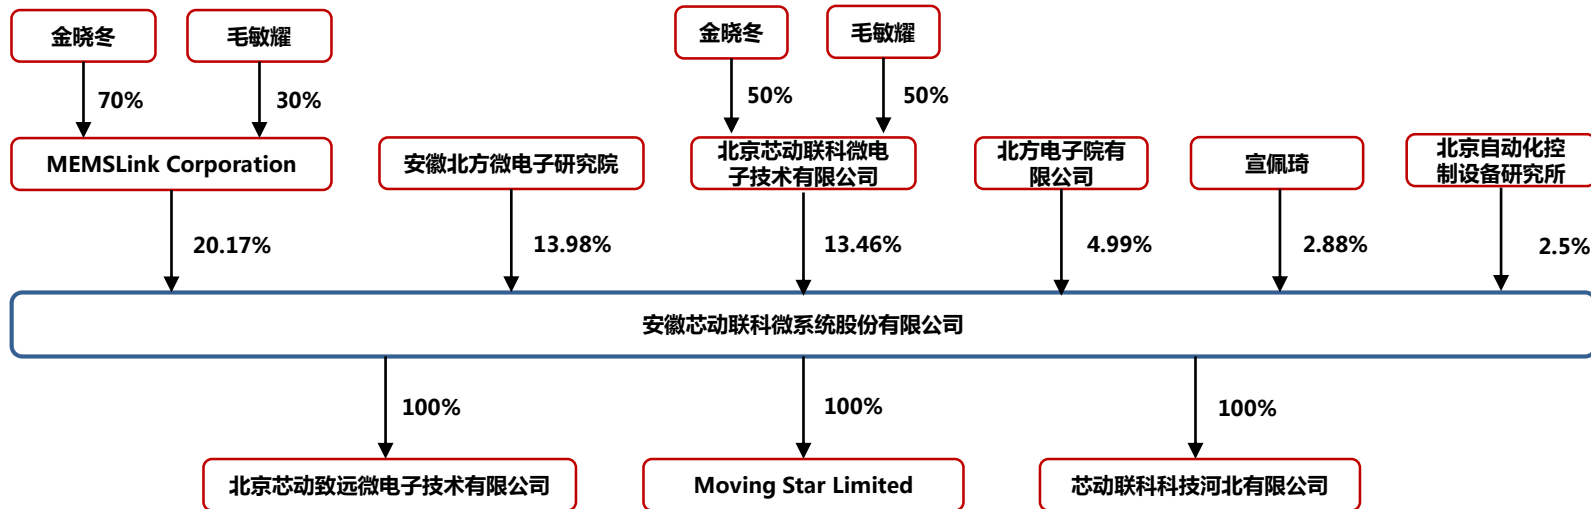 金晓冬
毛敏耀
金晓冬
毛敏耀
70%
30%
50%
50%
MEMSLink Corporation
安徽北方微电子研究院
北京芯动联科微电
子技术有限公司
北方电子院有
限公司
宣佩琦
北京自动化控
制设备研究所
20.17%
13.98%
13.46%
4.99%
2.88%
2.5%
安徽芯动联科微系统股份有限公司
100%
100%
100%
北京芯动致远微电子技术有限公司
Moving Star Limited
芯动联科科技河北有限公司